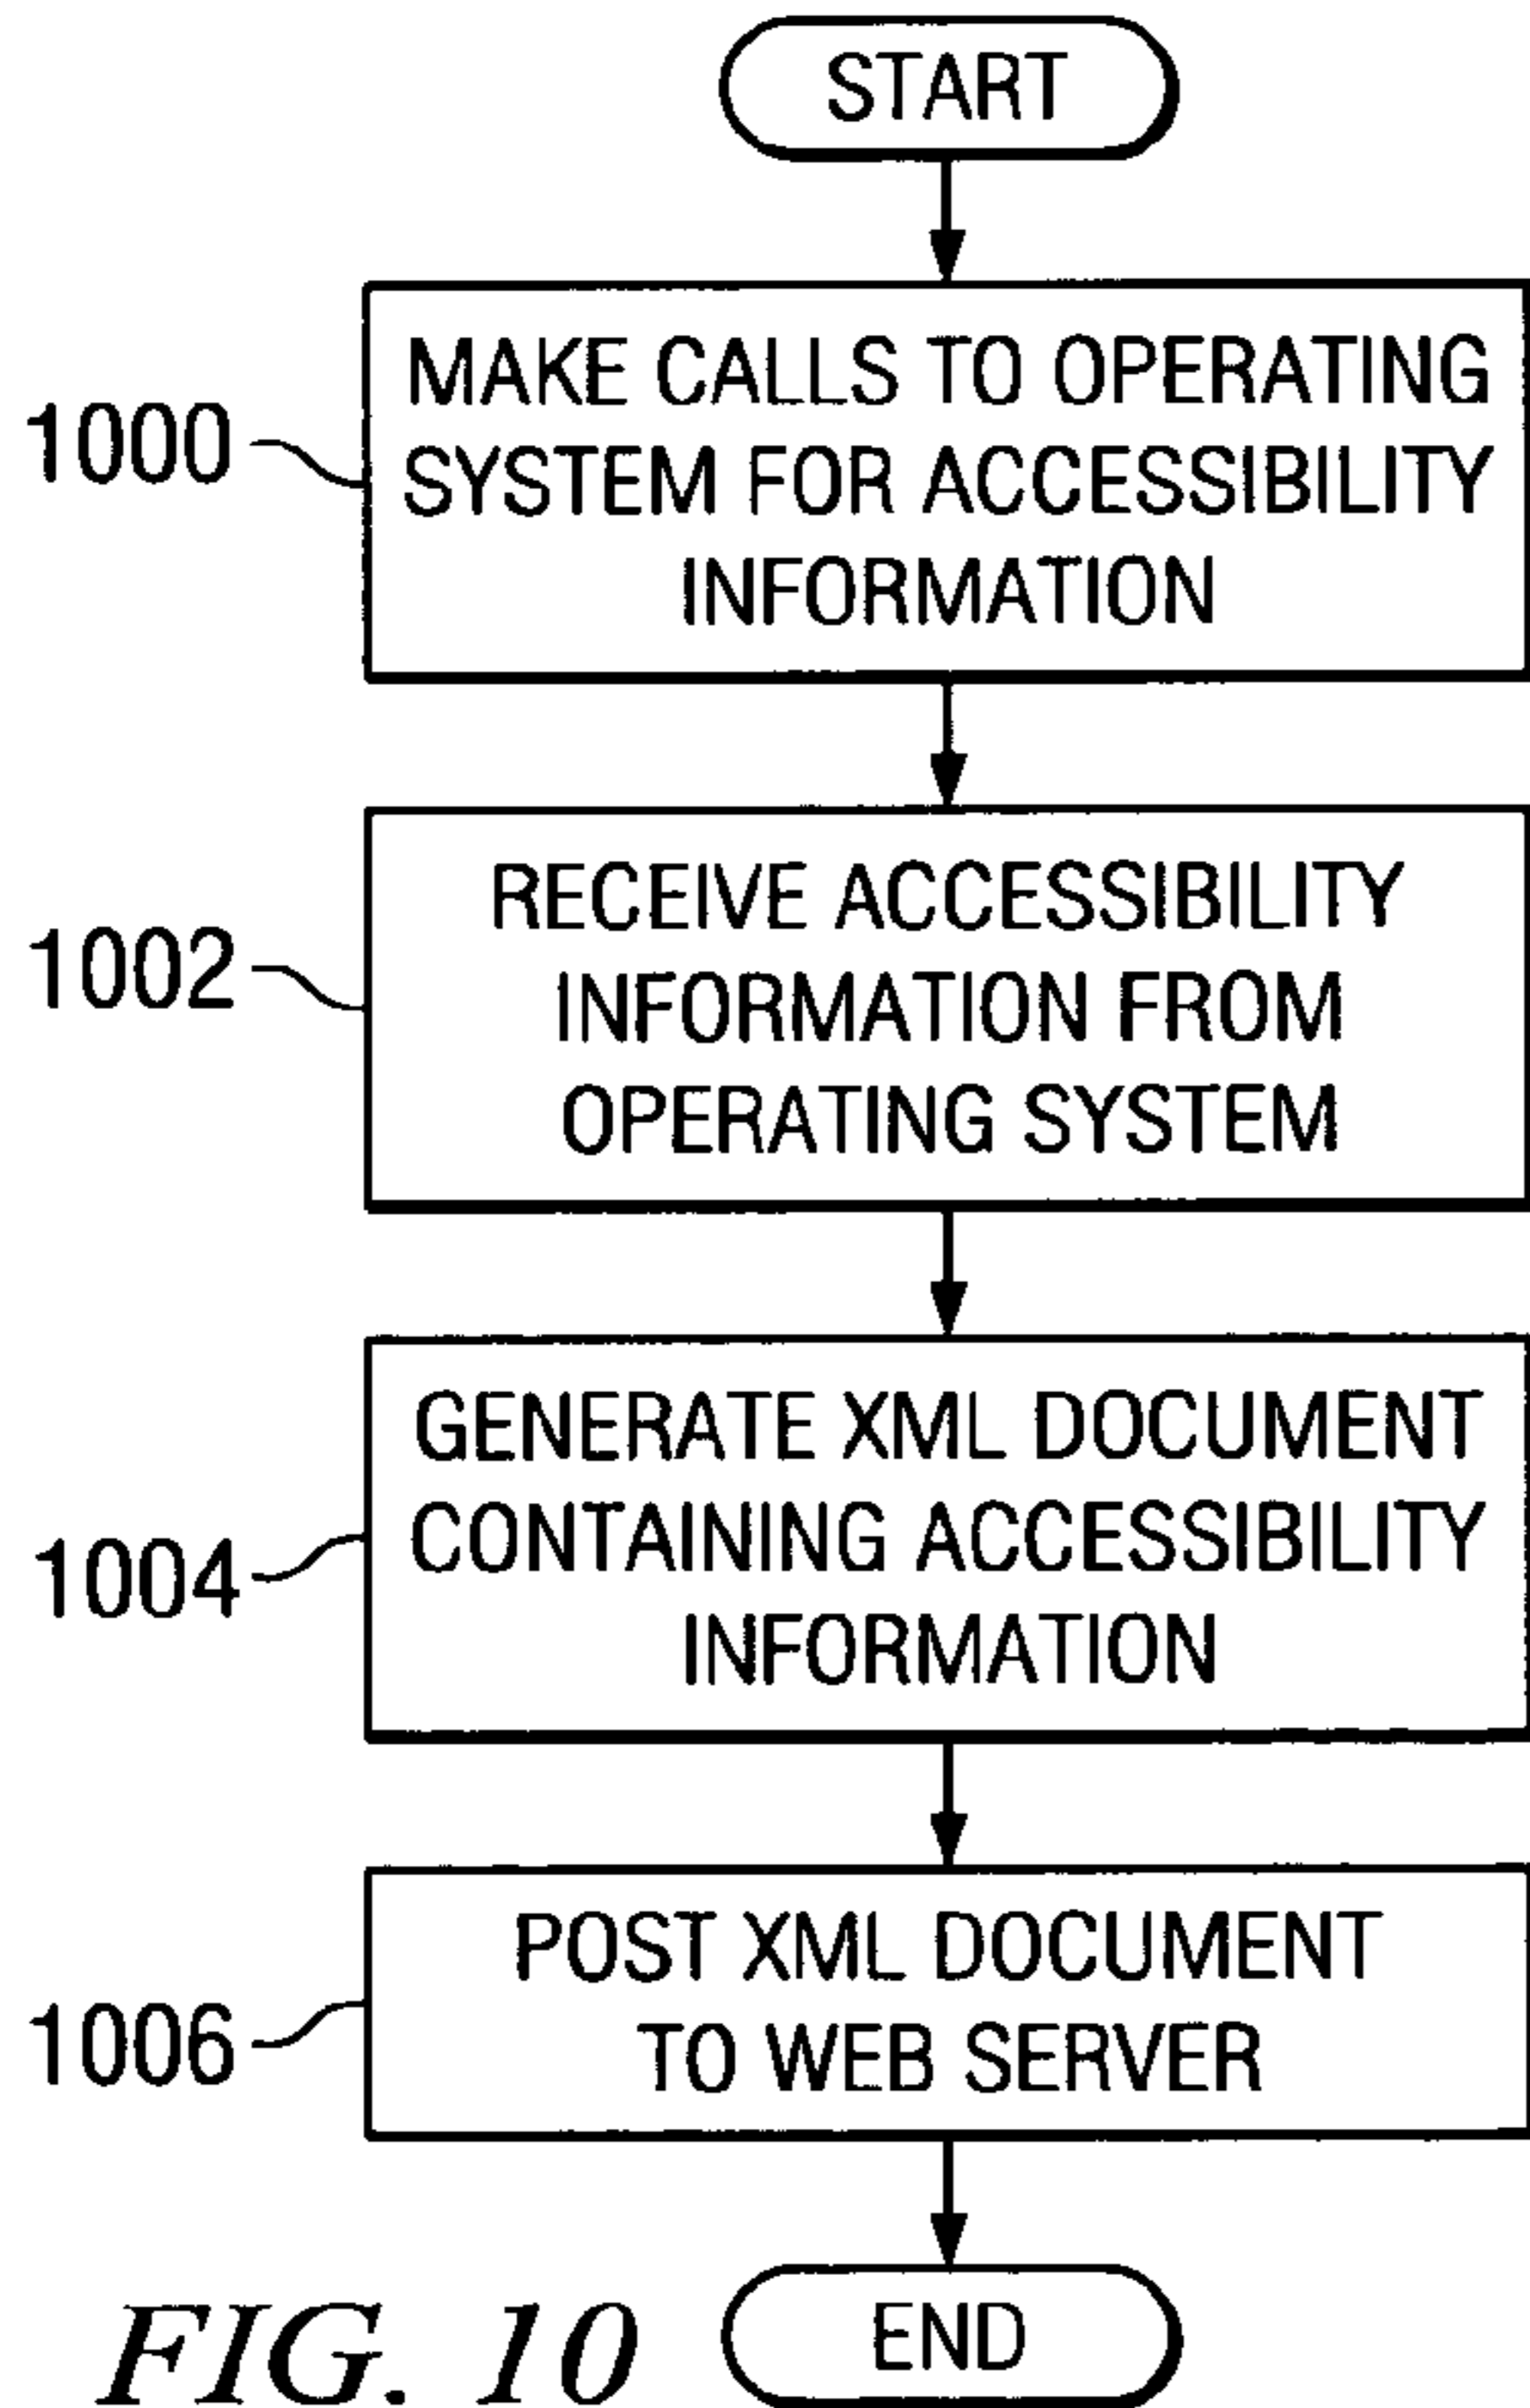 START
MAKE CALLS TO OPERATING
SYSTEM FOR ACCESSIBILITY
INFORMATION
1000
RECEIVE ACCESSIBILITY
INFORMATION FROM
OPERATING SYSTEM
1002
GENERATE XML DOCUMENT
CONTAINING ACCESSIBILITY
INFORMATION
1004
POST XML DOCUMENT
TO WEB SERVER
1006
END
FIG. 10